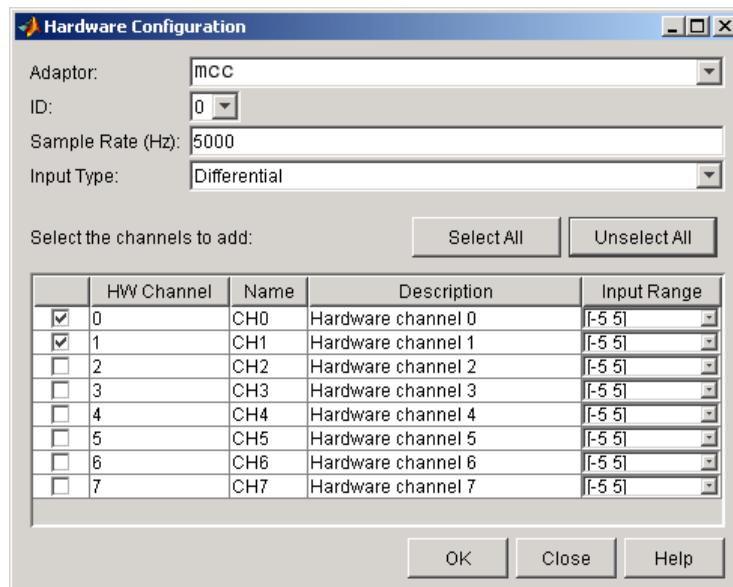 Hardware Configuration
Adaptor: mcc
ID: 0
Sample Rate (Hz): 5000
Input Type: Differential
Select the channels to add: Select All Unselect All
HW Channel Name Description Input Range
0 CH0 Hardware channel 0 [-5 5]
1 CH1 Hardware channel 1 [-5 5]
2 CH2 Hardware channel 2 [-5 5]
3 CH3 Hardware channel 3 [-5 5]
4 CH4 Hardware channel 4 [-5 5]
5 CH5 Hardware channel 5 [-5 5]
6 CH6 Hardware channel 6 [-5 5]
7 CH7 Hardware channel 7 [-5 5]
OK Close Help